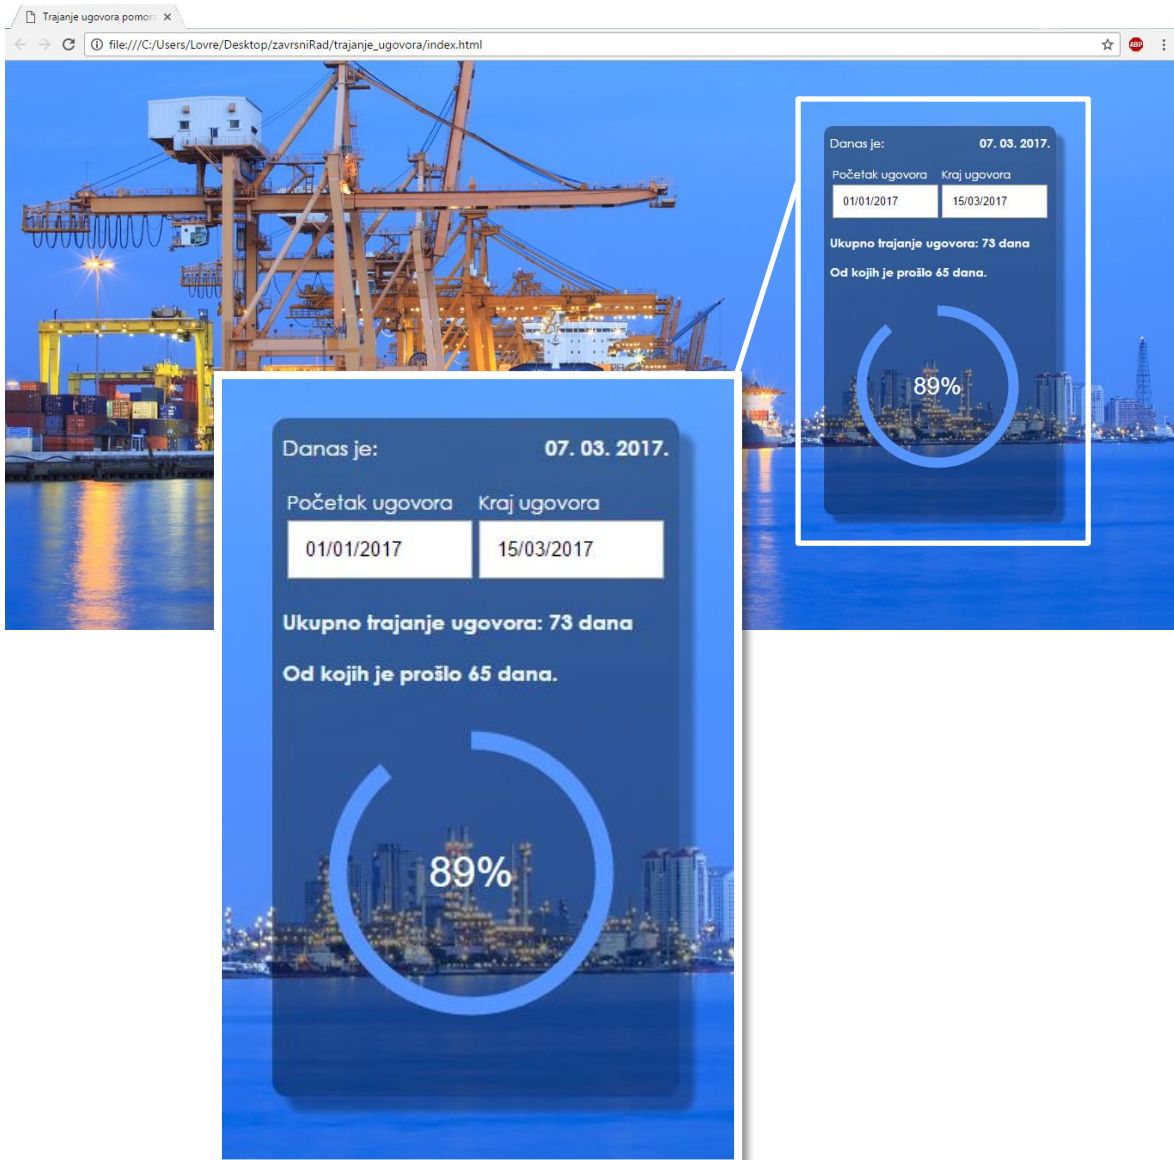 Trajanje ugovora pomor
file:///C:/Users/Lovre/Desktop/zavrsniRad/trajanje_ugovora/index.html
ABP
Danas je: 07. 03. 2017.
Početak ugovora Kraj ugovora
01/01/2017 15/03/2017
Ukupno trajanje ugovora: 73 dana
Od kojih je prošlo 65 dana.
89%
Danas je: 07. 03. 2017.
Početak ugovora Kraj ugovora
01/01/2017 15/03/2017
Ukupno trajanje ugovora: 73 dana
Od kojih je prošlo 65 dana.
89%